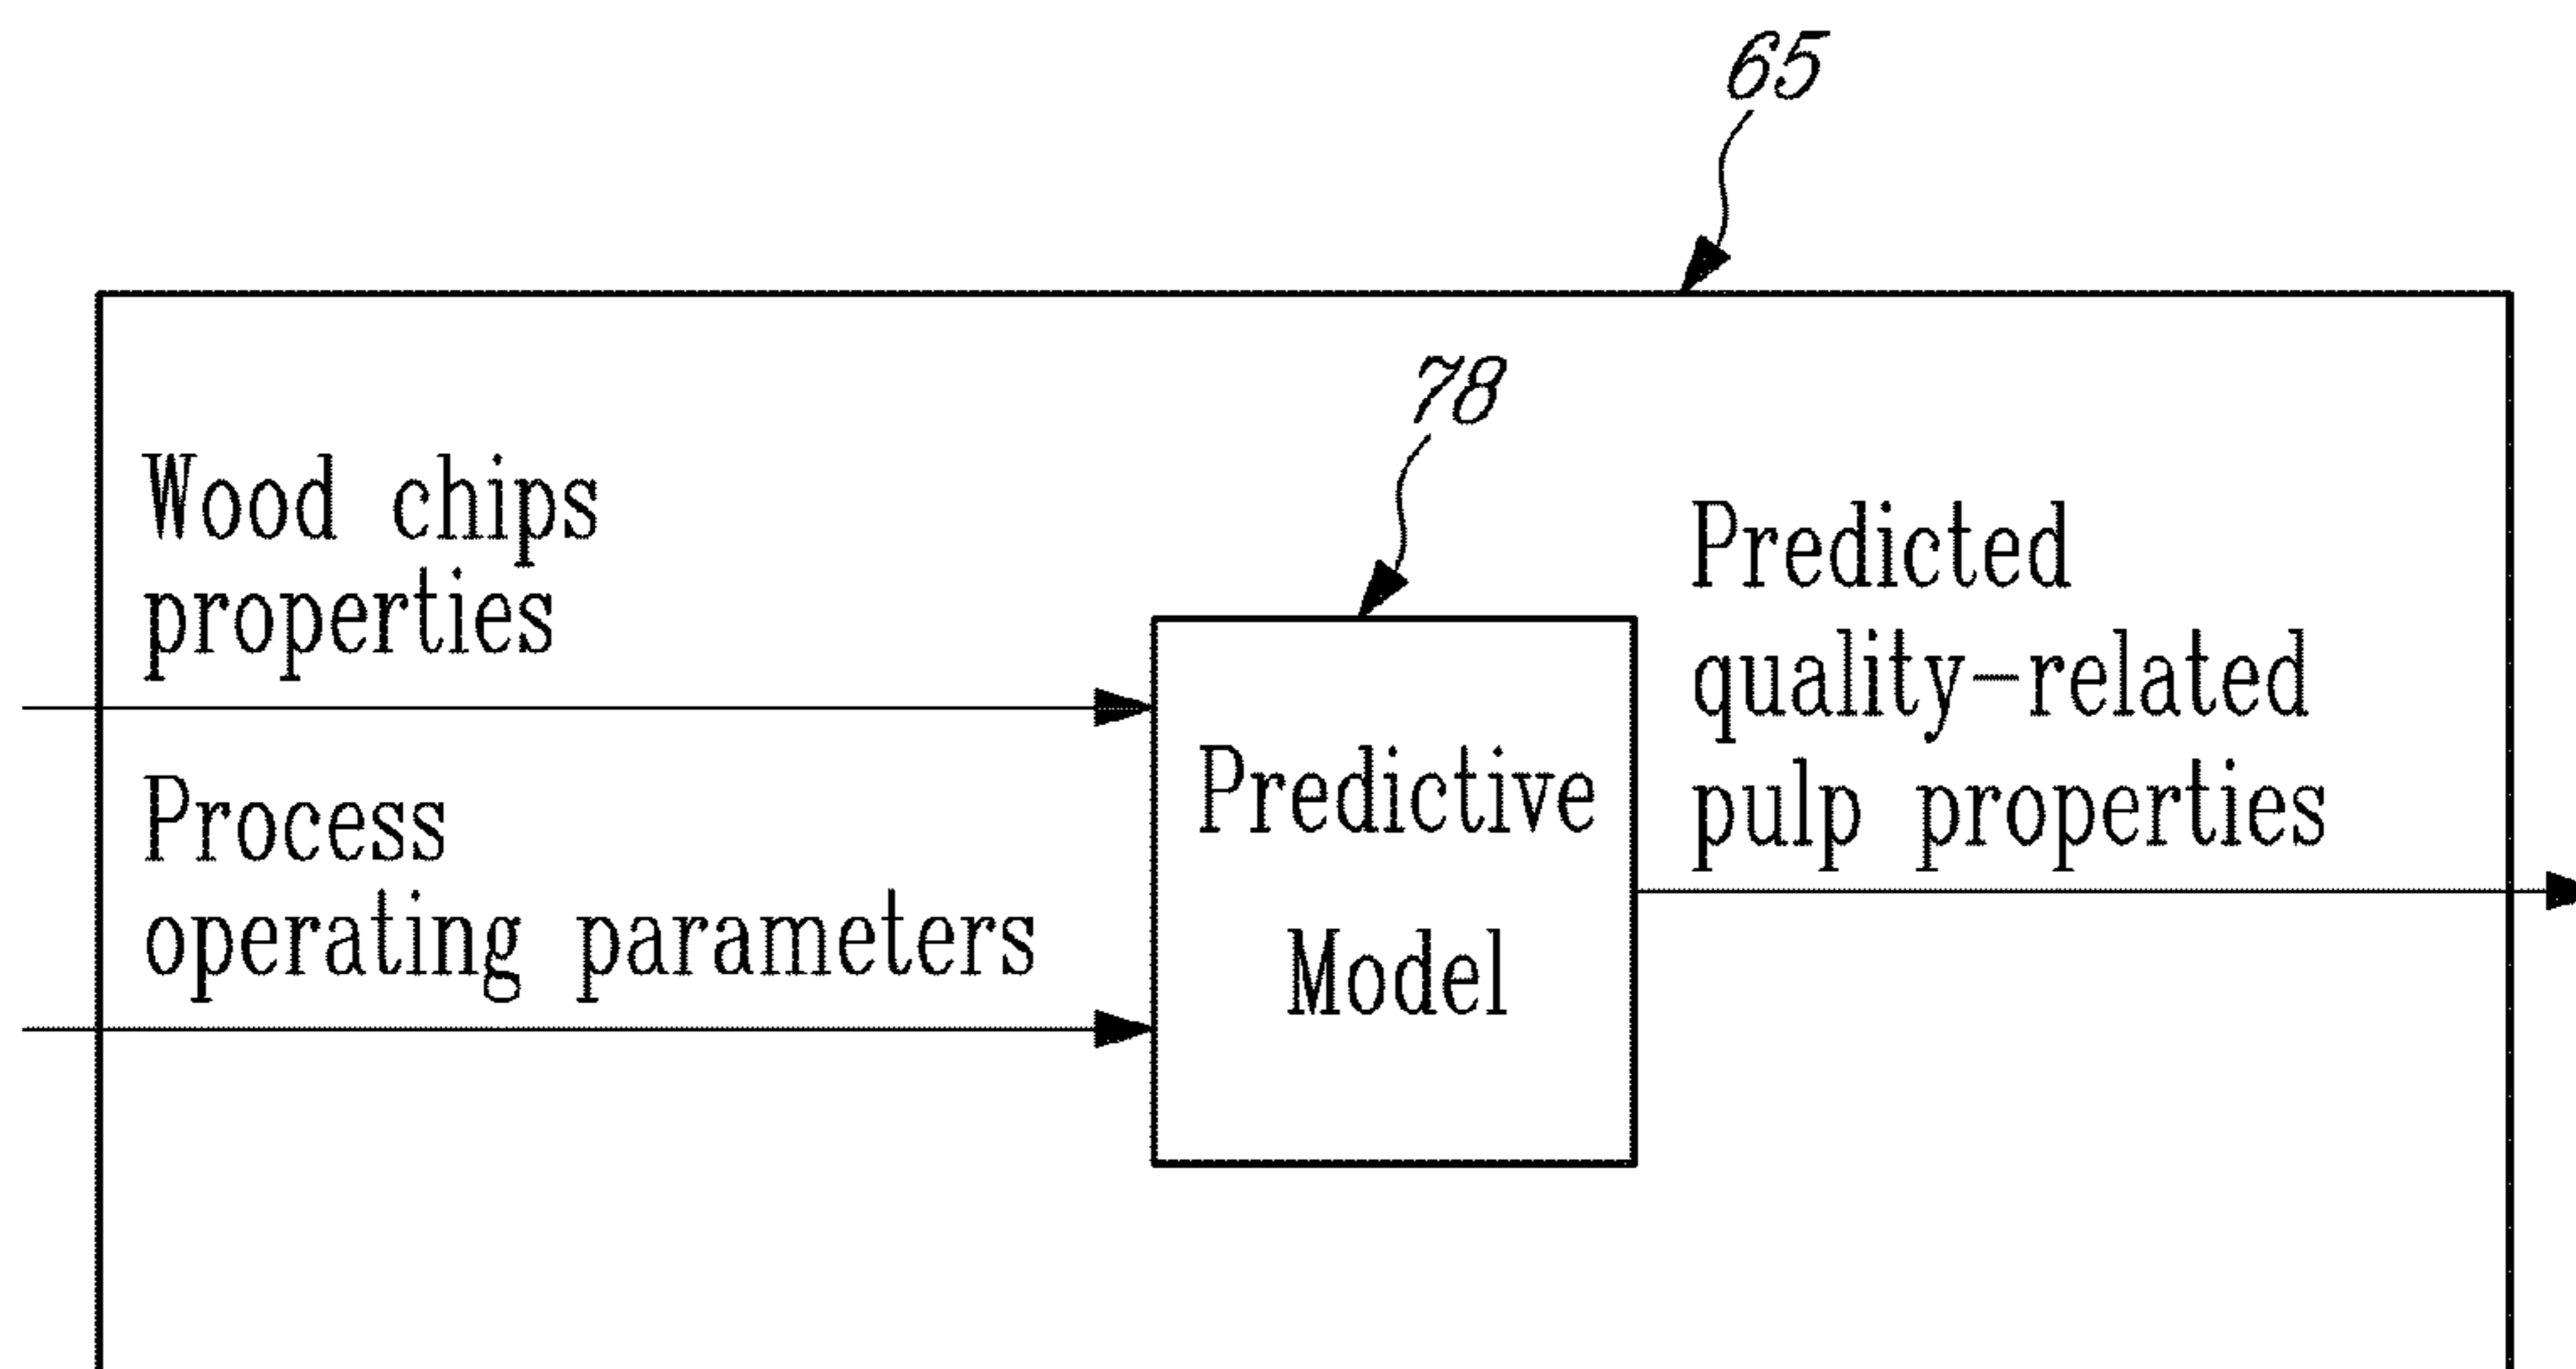 65
78
Wood chips
properties
Process
operating parameters
Predictive
Model
Predicted
quality-related
pulp properties